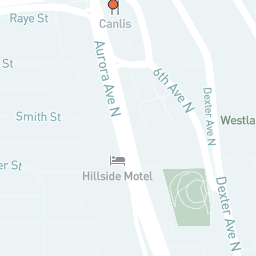 Raye St
Canlis
Aurora Ave N
St
6th Ave N
Smith St
Dexter Ave N
Westla
er St
Hillside Motel
Dexter Ave N